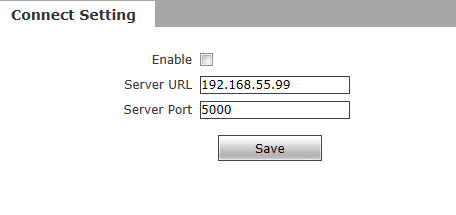 Connect Setting
Enable
Server URL 192.168.55.99
Server Port 5000
Save